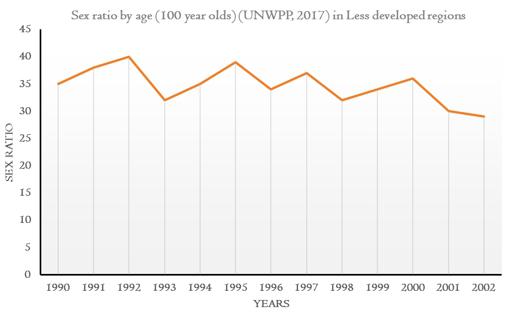 Sex ratio by age (100 year olds) (UNWPP, 2017) in Less developed regions
45
40
35
30
25
20
15
10
5
0
SEX RATIO
1990 1991 1992 1993 1994 1995 1996 1997 1998 1999 2000 2001 2002
YEARS